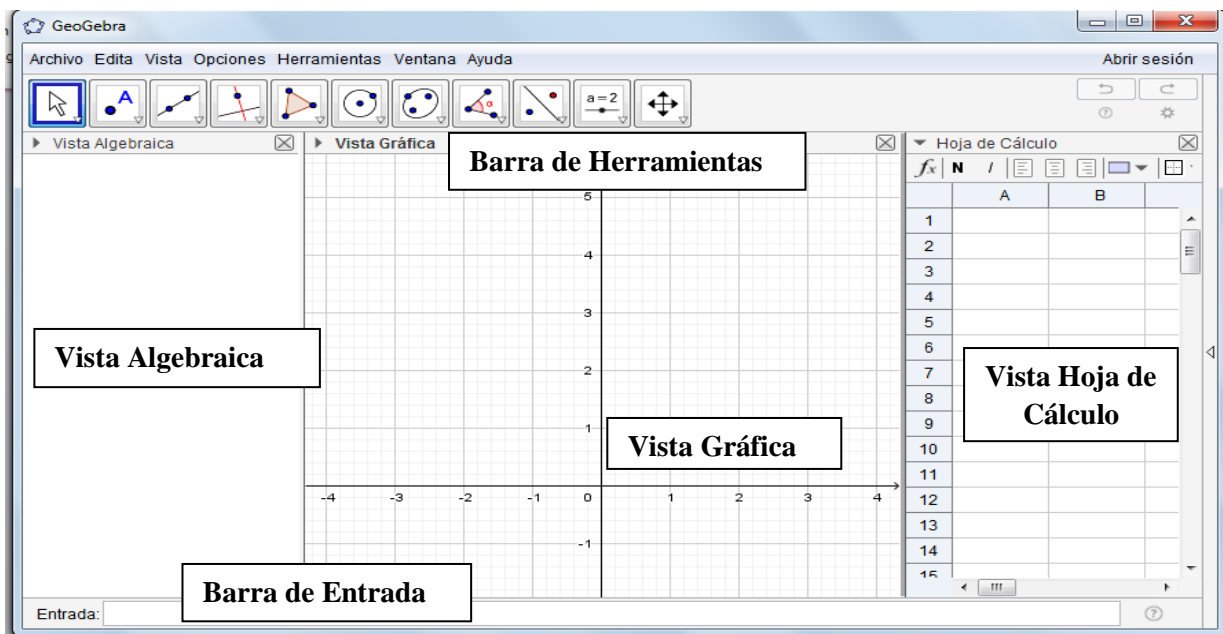 GeoGebra
Archivo Edita Vista Opciones Herramientas Ventana Ayuda
Abrir sesión
A
α
a = 2
Vista Algebraica
Vista Gráfica
Hoja de Cálculo
Barra de Herramientas
fx N I
A B
1
2
3
4
5
6
7
8
9
10
11
12
13
14
15
5
4
3
2
1
-4 -3 -2 -1 0 1 2 3 4
-1
Vista Algebraica
Vista Gráfica
Vista Hoja de
Cálculo
Barra de Entrada
Entrada: